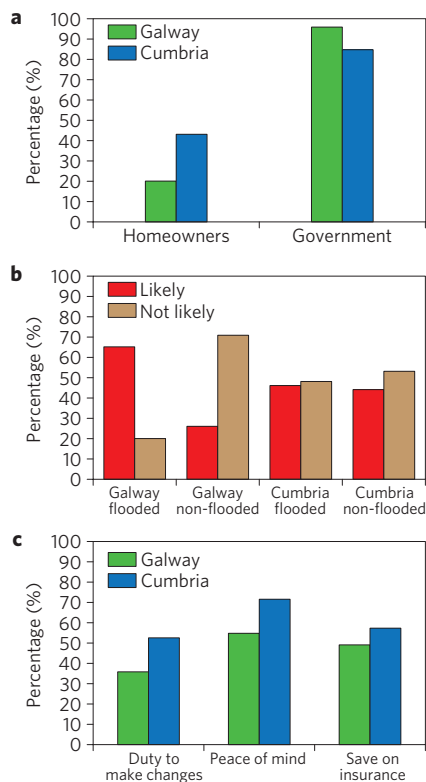 a
100
90
80
70
60
50
40
30
20
10
0
Percentage (%)
Galway
Cumbria
Homeowners
Government
b
100
90
80
70
60
50
40
30
20
10
0
Percentage (%)
Likely
Not likely
Galway flooded
Galway non-flooded
Cumbria flooded
Cumbria non-flooded
c
100
90
80
70
60
50
40
30
20
10
0
Percentage (%)
Galway
Cumbria
Duty to make changes
Peace of mind
Save on insurance